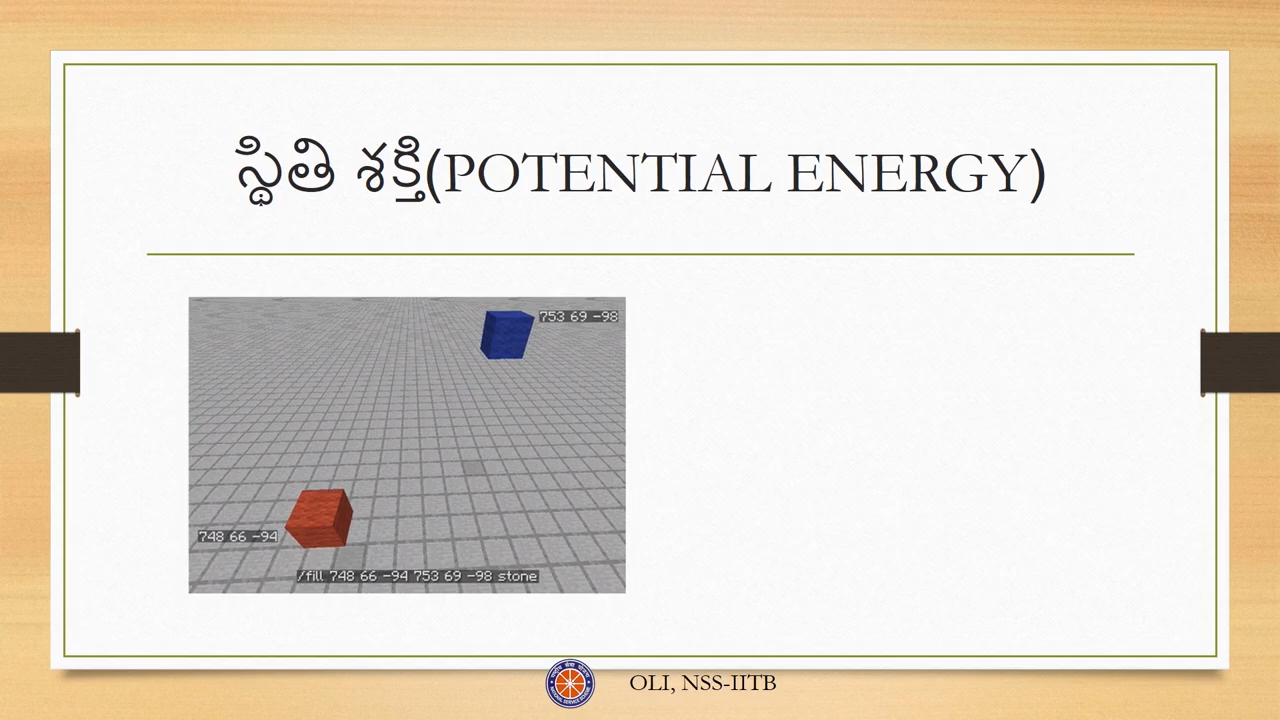 స్థితి శక్తి(POTENTIAL ENERGY)
753 69 -98
748 66 -94
/fill 748 66 -94 753 69 -98 stone
OLI, NSS-IITB